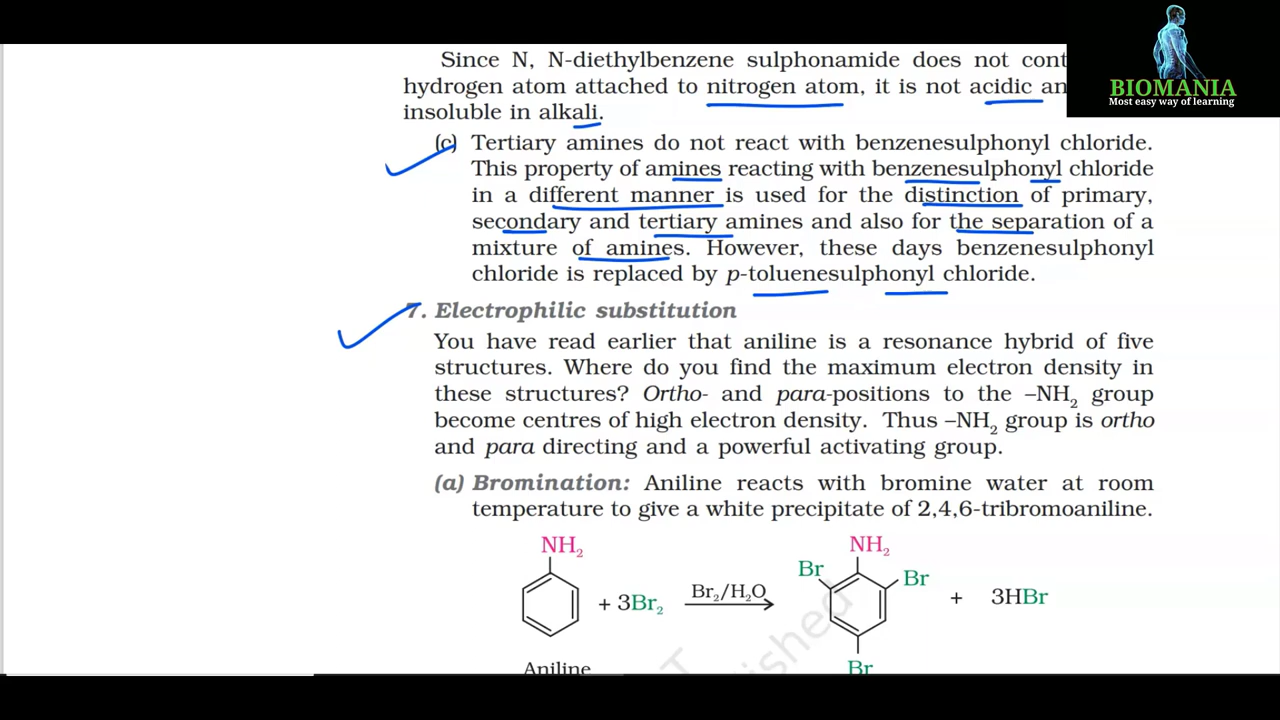 BIOMANIA
Most easy way of learning
Since N, N-diethylbenzene sulphonamide does not
hydrogen atom attached to nitrogen atom, it is not acidic
insoluble in alkali.
(c) Tertiary amines do not react with benzenesulphonyl chloride.
This property of amines reacting with benzenesulphonyl chloride
in a different manner is used for the distinction of primary,
secondary and tertiary amines and also for the separation of a
mixture of amines. However, these days benzenesulphonyl
chloride is replaced by p-toluenesulphonyl chloride.
7. Electrophilic substitution
You have read earlier that aniline is a resonance hybrid of five
structures. Where do you find the maximum electron density in
these structures? Ortho- and para-positions to the –NH₂ group
become centres of high electron density. Thus –NH₂ group is ortho
and para directing and a powerful activating group.
(a) Bromination: Aniline reacts with bromine water at room
temperature to give a white precipitate of 2,4,6-tribromoaniline.
NH₂ NH₂
Br Br
+ 3Br₂ Br₂/H₂O + 3HBr
Aniline Br